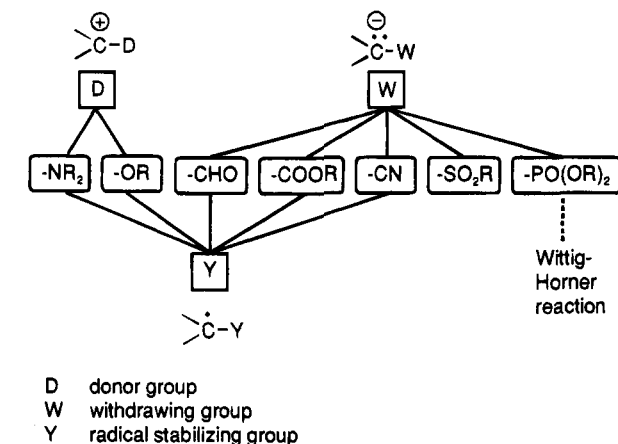 ⊕
C-D
D
⊖
C-W
W
-NR₂
-OR
-CHO
-COOR
-CN
-SO₂R
-PO(OR)₂
Y
Wittig-
Horner
reaction
C-Y
D donor group
W withdrawing group
Y radical stabilizing group